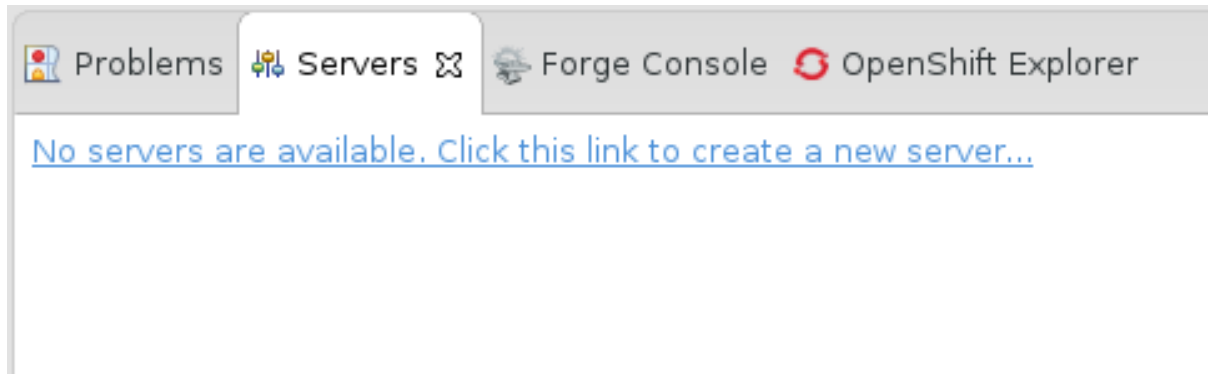 Problems Servers Forge Console OpenShift Explorer
No servers are available. Click this link to create a new server...